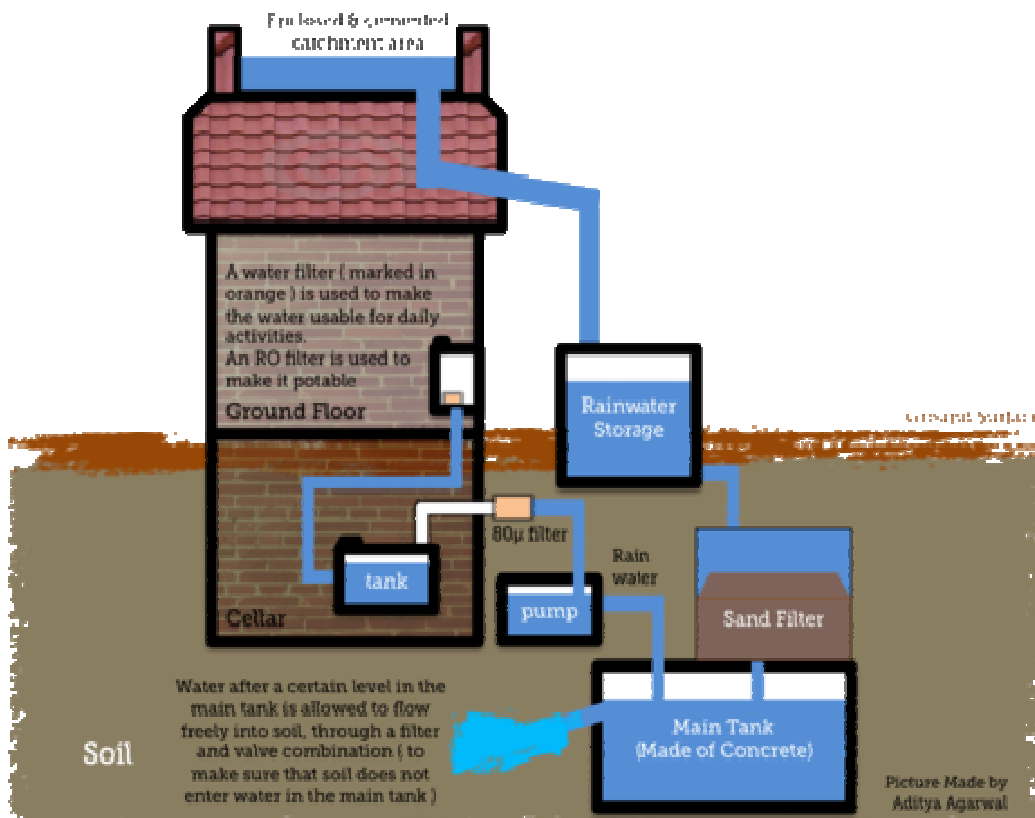 Enclosed & cemented
catchment area
A water filter ( marked in
orange ) is used to make
the water usable for daily
activities.
An RO filter is used to
make it potable
Ground Floor
Rainwater
Storage
Ground Surface
80µ filter
Rain
water
tank
pump
Sand Filter
Cellar
Water after a certain level in the
main tank is allowed to flow
freely into soil, through a filter
and valve combination ( to
make sure that soil does not
enter water in the main tank )
Main Tank
(Made of Concrete)
Soil
Picture Made by
Aditya Agarwal